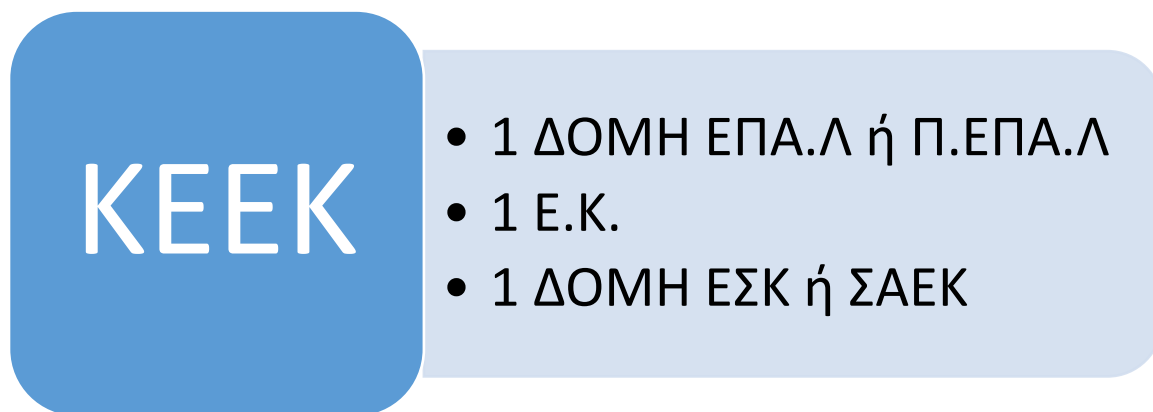 ΚΕΕΚ
• 1 ΔΟΜΗ ΕΠΑ.Λ ή Π.ΕΠΑ.Λ
• 1 Ε.Κ.
• 1 ΔΟΜΗ ΕΣΚ ή ΣΑΕΚ